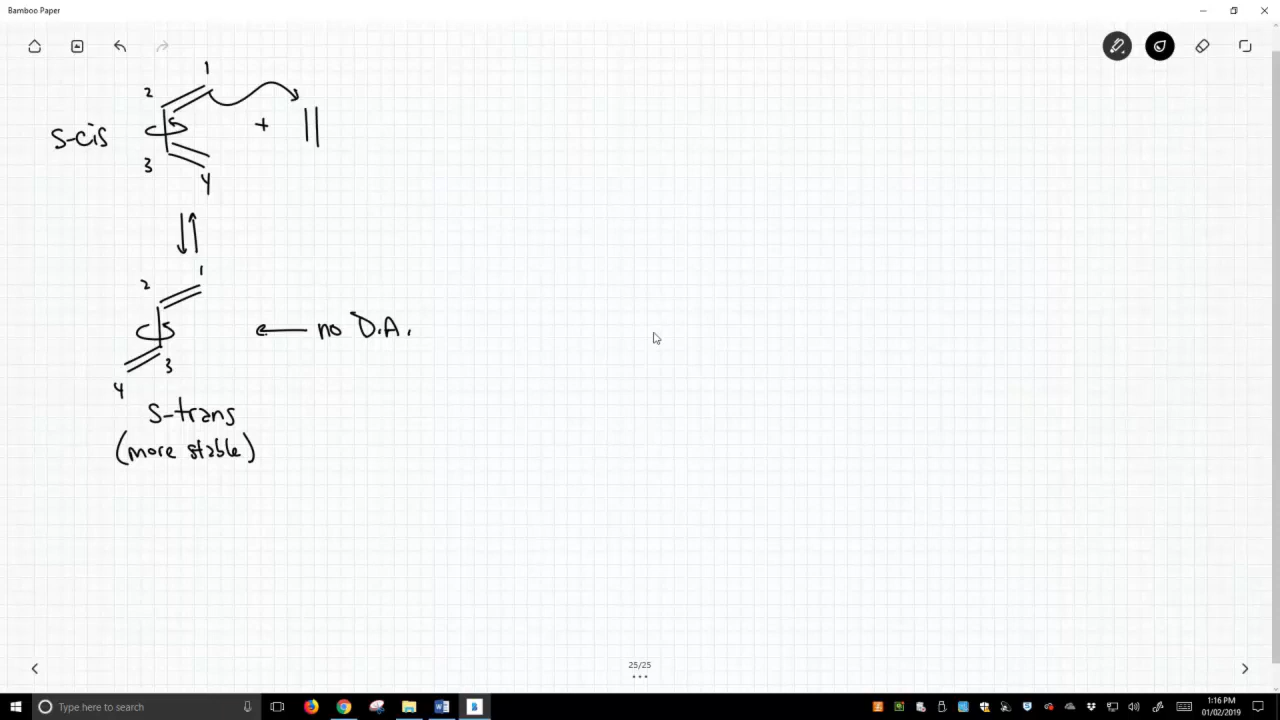 Bamboo Paper
1
2
s-cis
+
3
4
1
2
no D.A.
3
4
s-trans
(more stable)
25/25
Type here to search
1:16 PM
01/02/2019